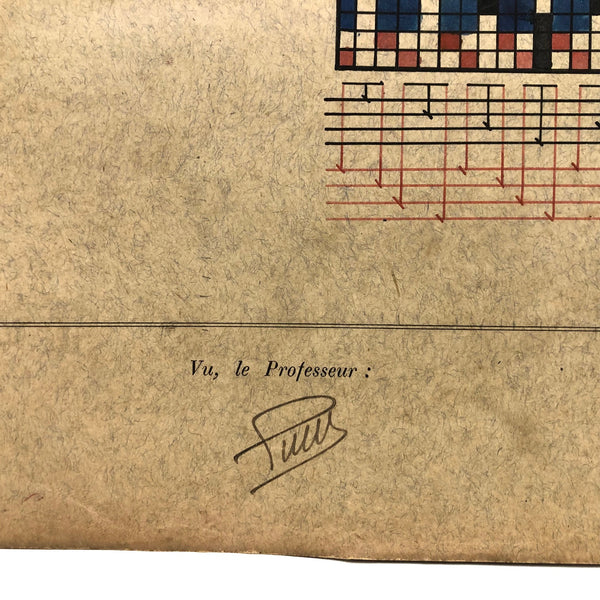 Vu, le Professeur :